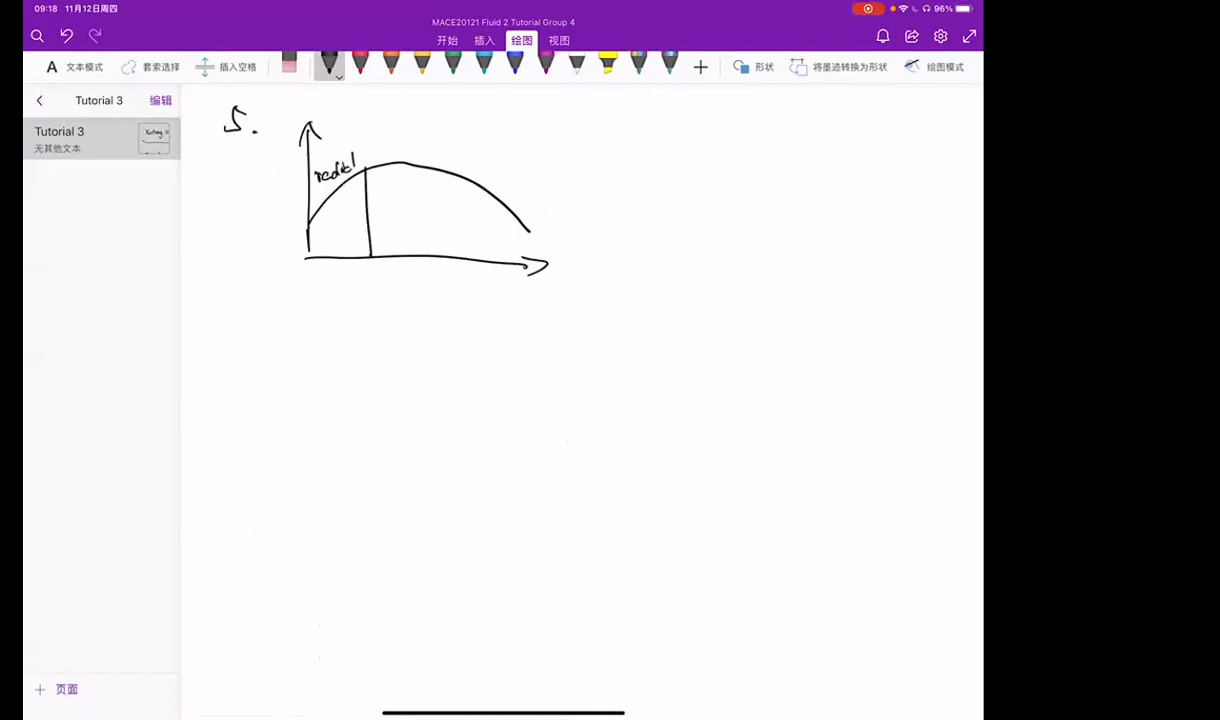 09:18 11月12日周四
96%
MACE20121 Fluid 2 Tutorial Group 4
开始 插入 绘图 视图
文本模式 套索选择 插入空格 形状 将墨迹转换为形状 绘图模式
Tutorial 3 编辑
Tutorial 3
无其他文本
5.
radial
页面